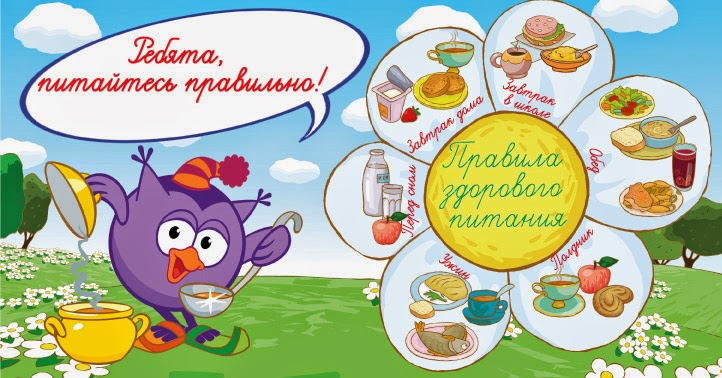 Ребята,
питайтесь правильно!
Правила
здорового
питания
Завтрак дома
Завтрак
в школе
Обед
Полдник
Ужин
Перед сном